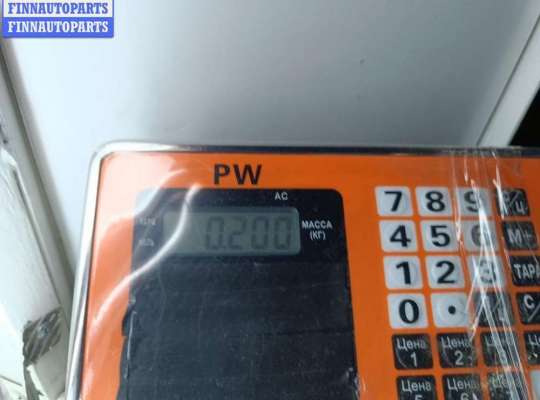 FINNAUTOPARTS
FINNAUTOPARTS
PW
AC
0.200
МАССА
(КГ)
7 8 9
4 5 6 М+
1 2 3 ТАРА
0 . С
Цена 1
Цена 2
Цена
Цена
Цена